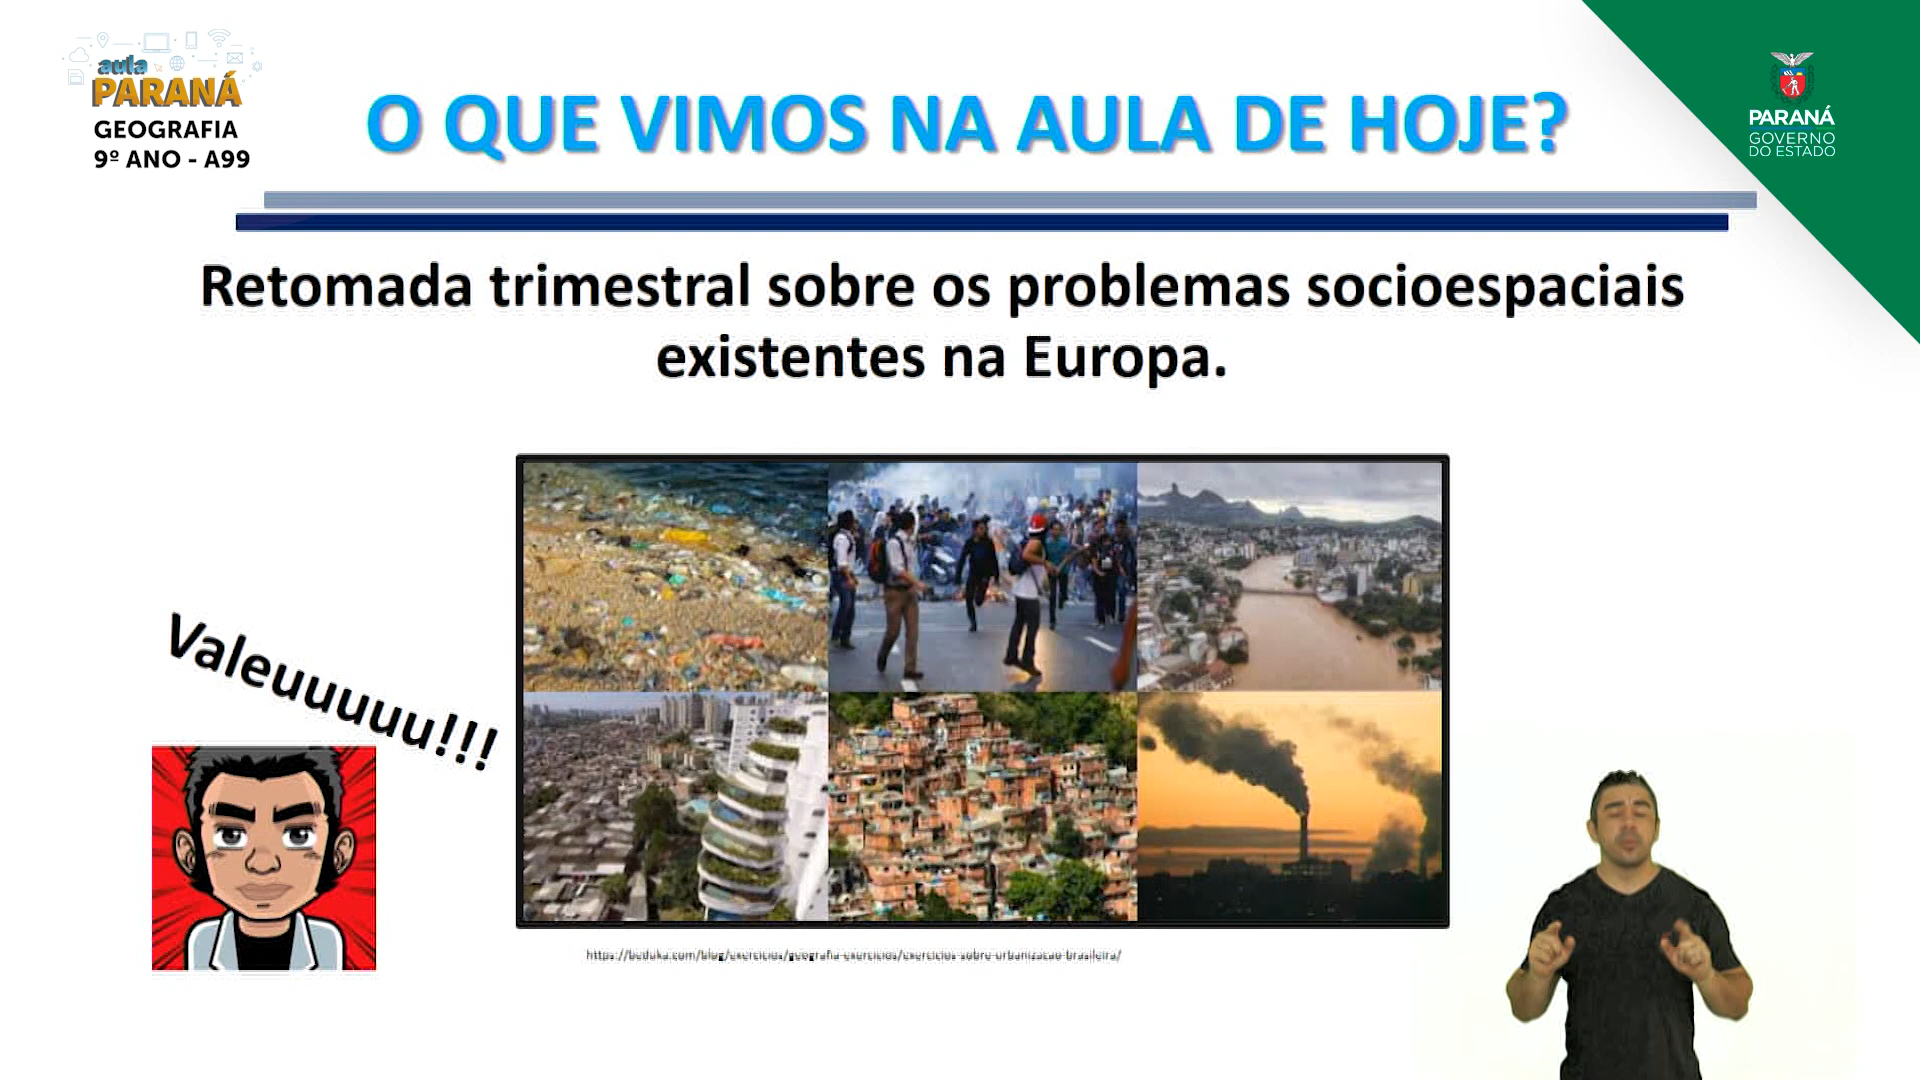 aula
PARANÁ
GEOGRAFIA
9º ANO - A99
O QUE VIMOS NA AULA DE HOJE?
PARANÁ
GOVERNO
DO ESTADO
Retomada trimestral sobre os problemas socioespaciais
existentes na Europa.
Valeuuuuu!!!
https://beduka.com/blog/exercicios/geografia-exercicios/exercicios-sobre-urbanizacao-brasileira/